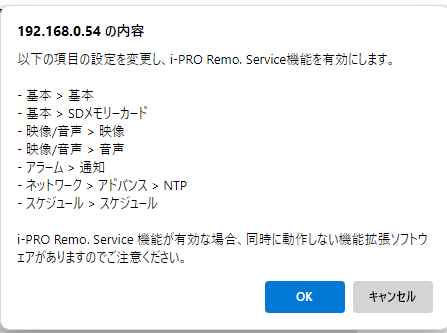 192.168.0.54 の内容
以下の項目の設定を変更し、i-PRO Remo. Service機能を有効にします。
- 基本 > 基本
- 基本 > SDメモリーカード
- 映像/音声 > 映像
- 映像/音声 > 音声
- アラーム > 通知
- ネットワーク > アドバンス > NTP
- スケジュール > スケジュール
i-PRO Remo. Service 機能が有効な場合、同時に動作しない機能拡張ソフトウ
ェアがありますのでご注意ください。
OK
キャンセル